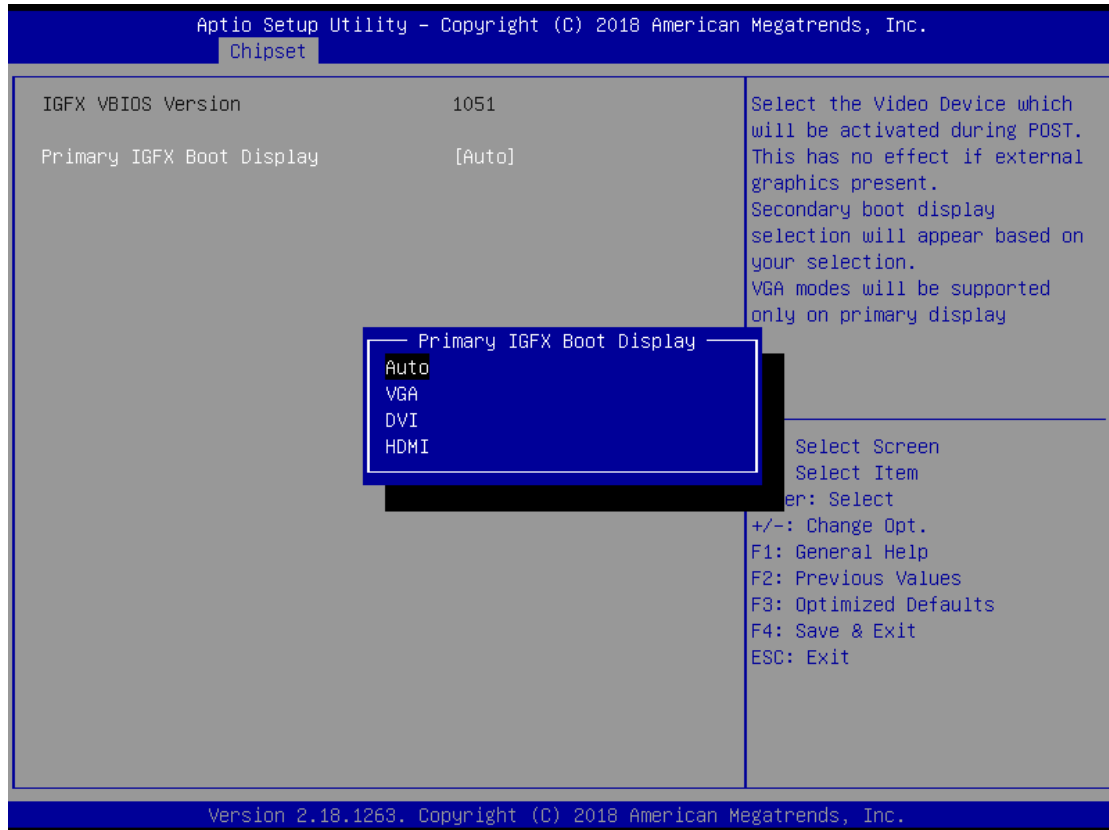 Aptio Setup Utility – Copyright (C) 2018 American Megatrends, Inc.
Chipset
IGFX VBIOS Version 1051
Primary IGFX Boot Display [Auto]
Select the Video Device which
will be activated during POST.
This has no effect if external
graphics present.
Secondary boot display
selection will appear based on
your selection.
VGA modes will be supported
only on primary display
Primary IGFX Boot Display
Auto
VGA
DVI
HDMI
Select Screen
Select Item
er: Select
+/-: Change Opt.
F1: General Help
F2: Previous Values
F3: Optimized Defaults
F4: Save & Exit
ESC: Exit
Version 2.18.1263. Copyright (C) 2018 American Megatrends, Inc.